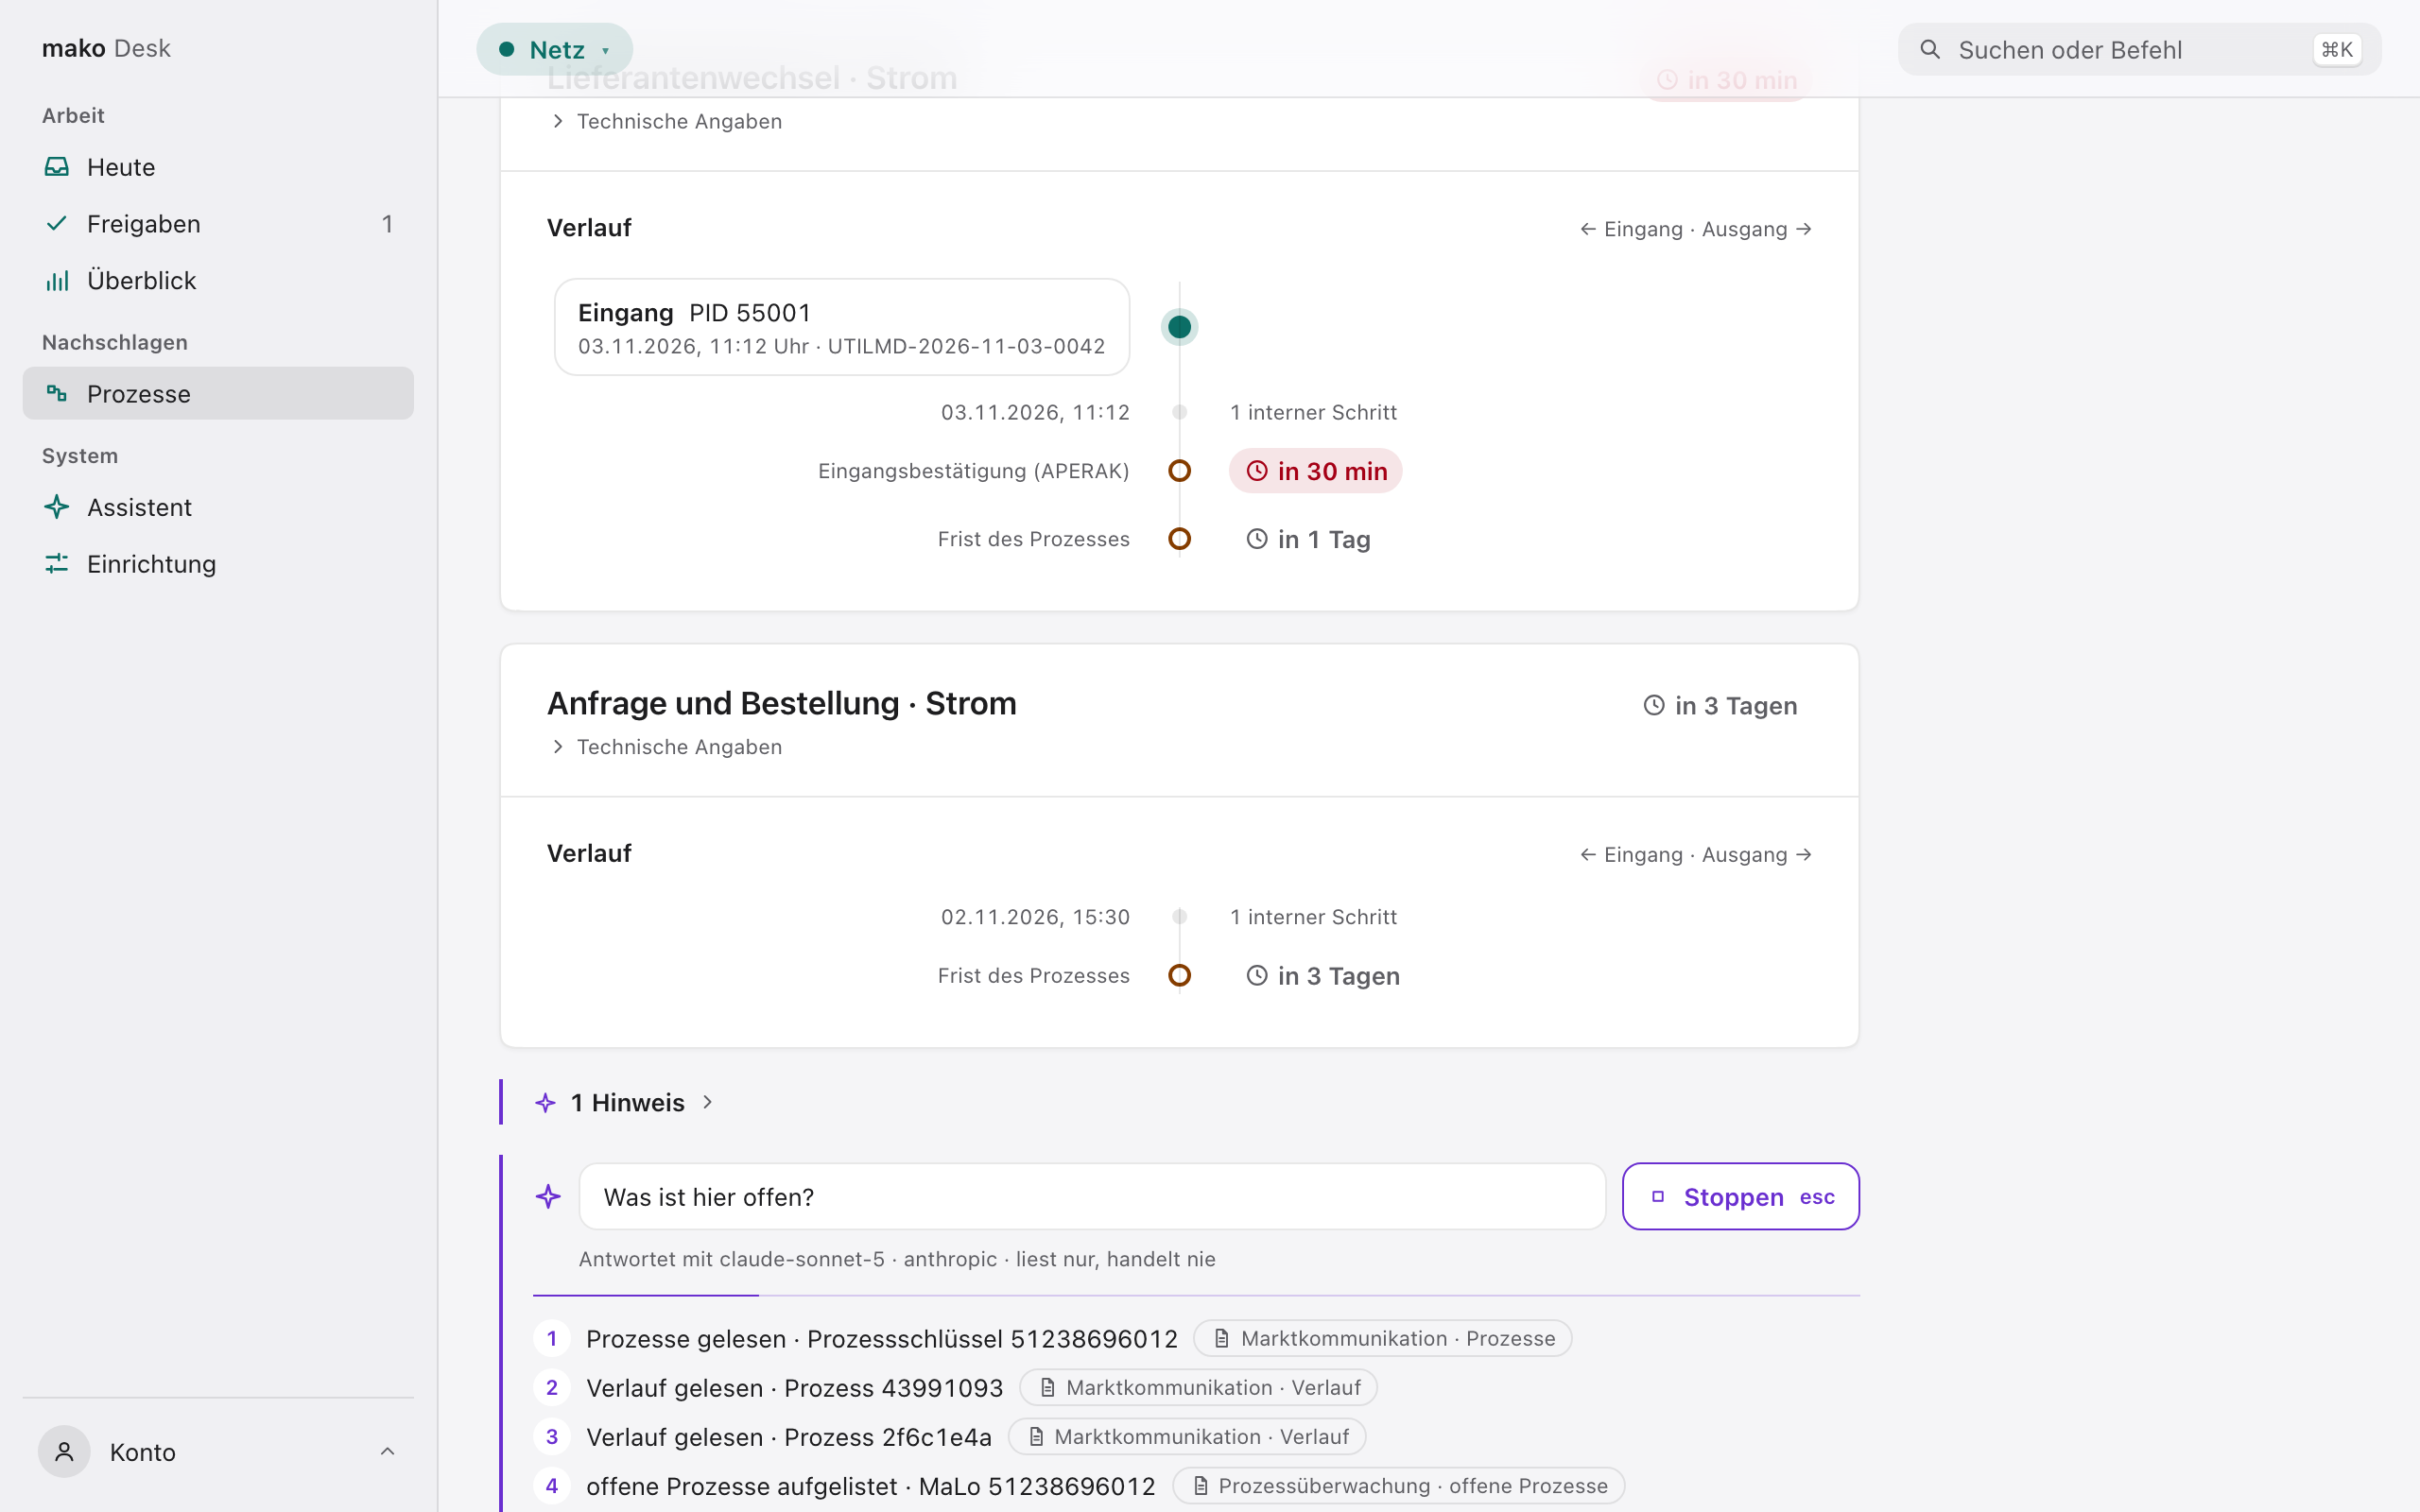 mako Desk
Arbeit
Heute
Freigaben 1
Überblick
Nachschlagen
Prozesse
System
Assistent
Einrichtung
Konto
Netz
Suchen oder Befehl ⌘K
Lieferantenwechsel · Strom in 30 min
Technische Angaben
Verlauf ← Eingang · Ausgang →
Eingang PID 55001
03.11.2026, 11:12 Uhr · UTILMD-2026-11-03-0042
03.11.2026, 11:12 1 interner Schritt
Eingangsbestätigung (APERAK) in 30 min
Frist des Prozesses in 1 Tag
Anfrage und Bestellung · Strom in 3 Tagen
Technische Angaben
Verlauf ← Eingang · Ausgang →
02.11.2026, 15:30 1 interner Schritt
Frist des Prozesses in 3 Tagen
1 Hinweis
Was ist hier offen? Stoppen esc
Antwortet mit claude-sonnet-5 · anthropic · liest nur, handelt nie
1 Prozesse gelesen · Prozessschlüssel 51238696012 Marktkommunikation · Prozesse
2 Verlauf gelesen · Prozess 43991093 Marktkommunikation · Verlauf
3 Verlauf gelesen · Prozess 2f6c1e4a Marktkommunikation · Verlauf
4 offene Prozesse aufgelistet · MaLo 51238696012 Prozessüberwachung · offene Prozesse